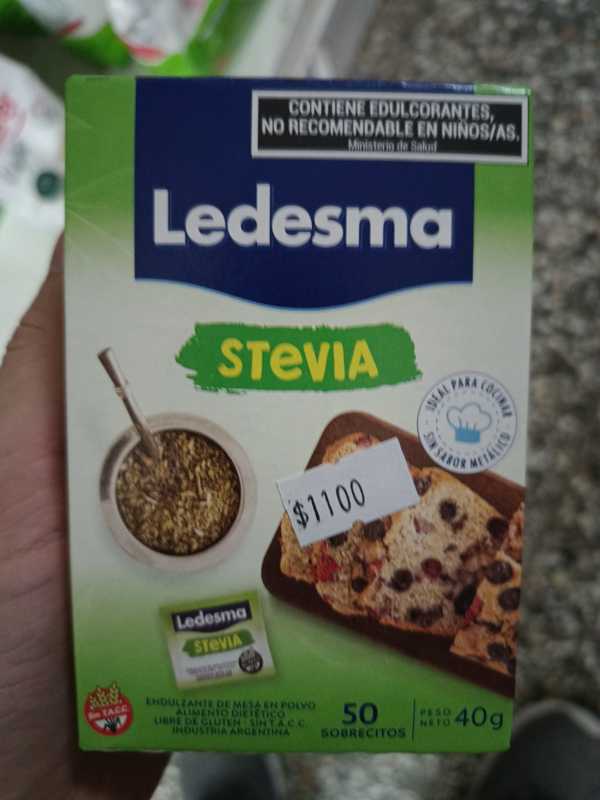 CONTIENE EDULCORANTES,
NO RECOMENDABLE EN NIÑOS/AS.
Ministerio de Salud
Ledesma
STEVIA
IDEAL PARA COCINAR
SIN SABOR METÁLICO
$1100
Ledesma
STEVIA
Sin T.A.C.C.
ENDULZANTE DE MESA EN POLVO
ALIMENTO DIETÉTICO
LIBRE DE GLUTEN - SIN T.A.C.C.
INDUSTRIA ARGENTINA
50
SOBRECITOS
PESO
NETO 40g